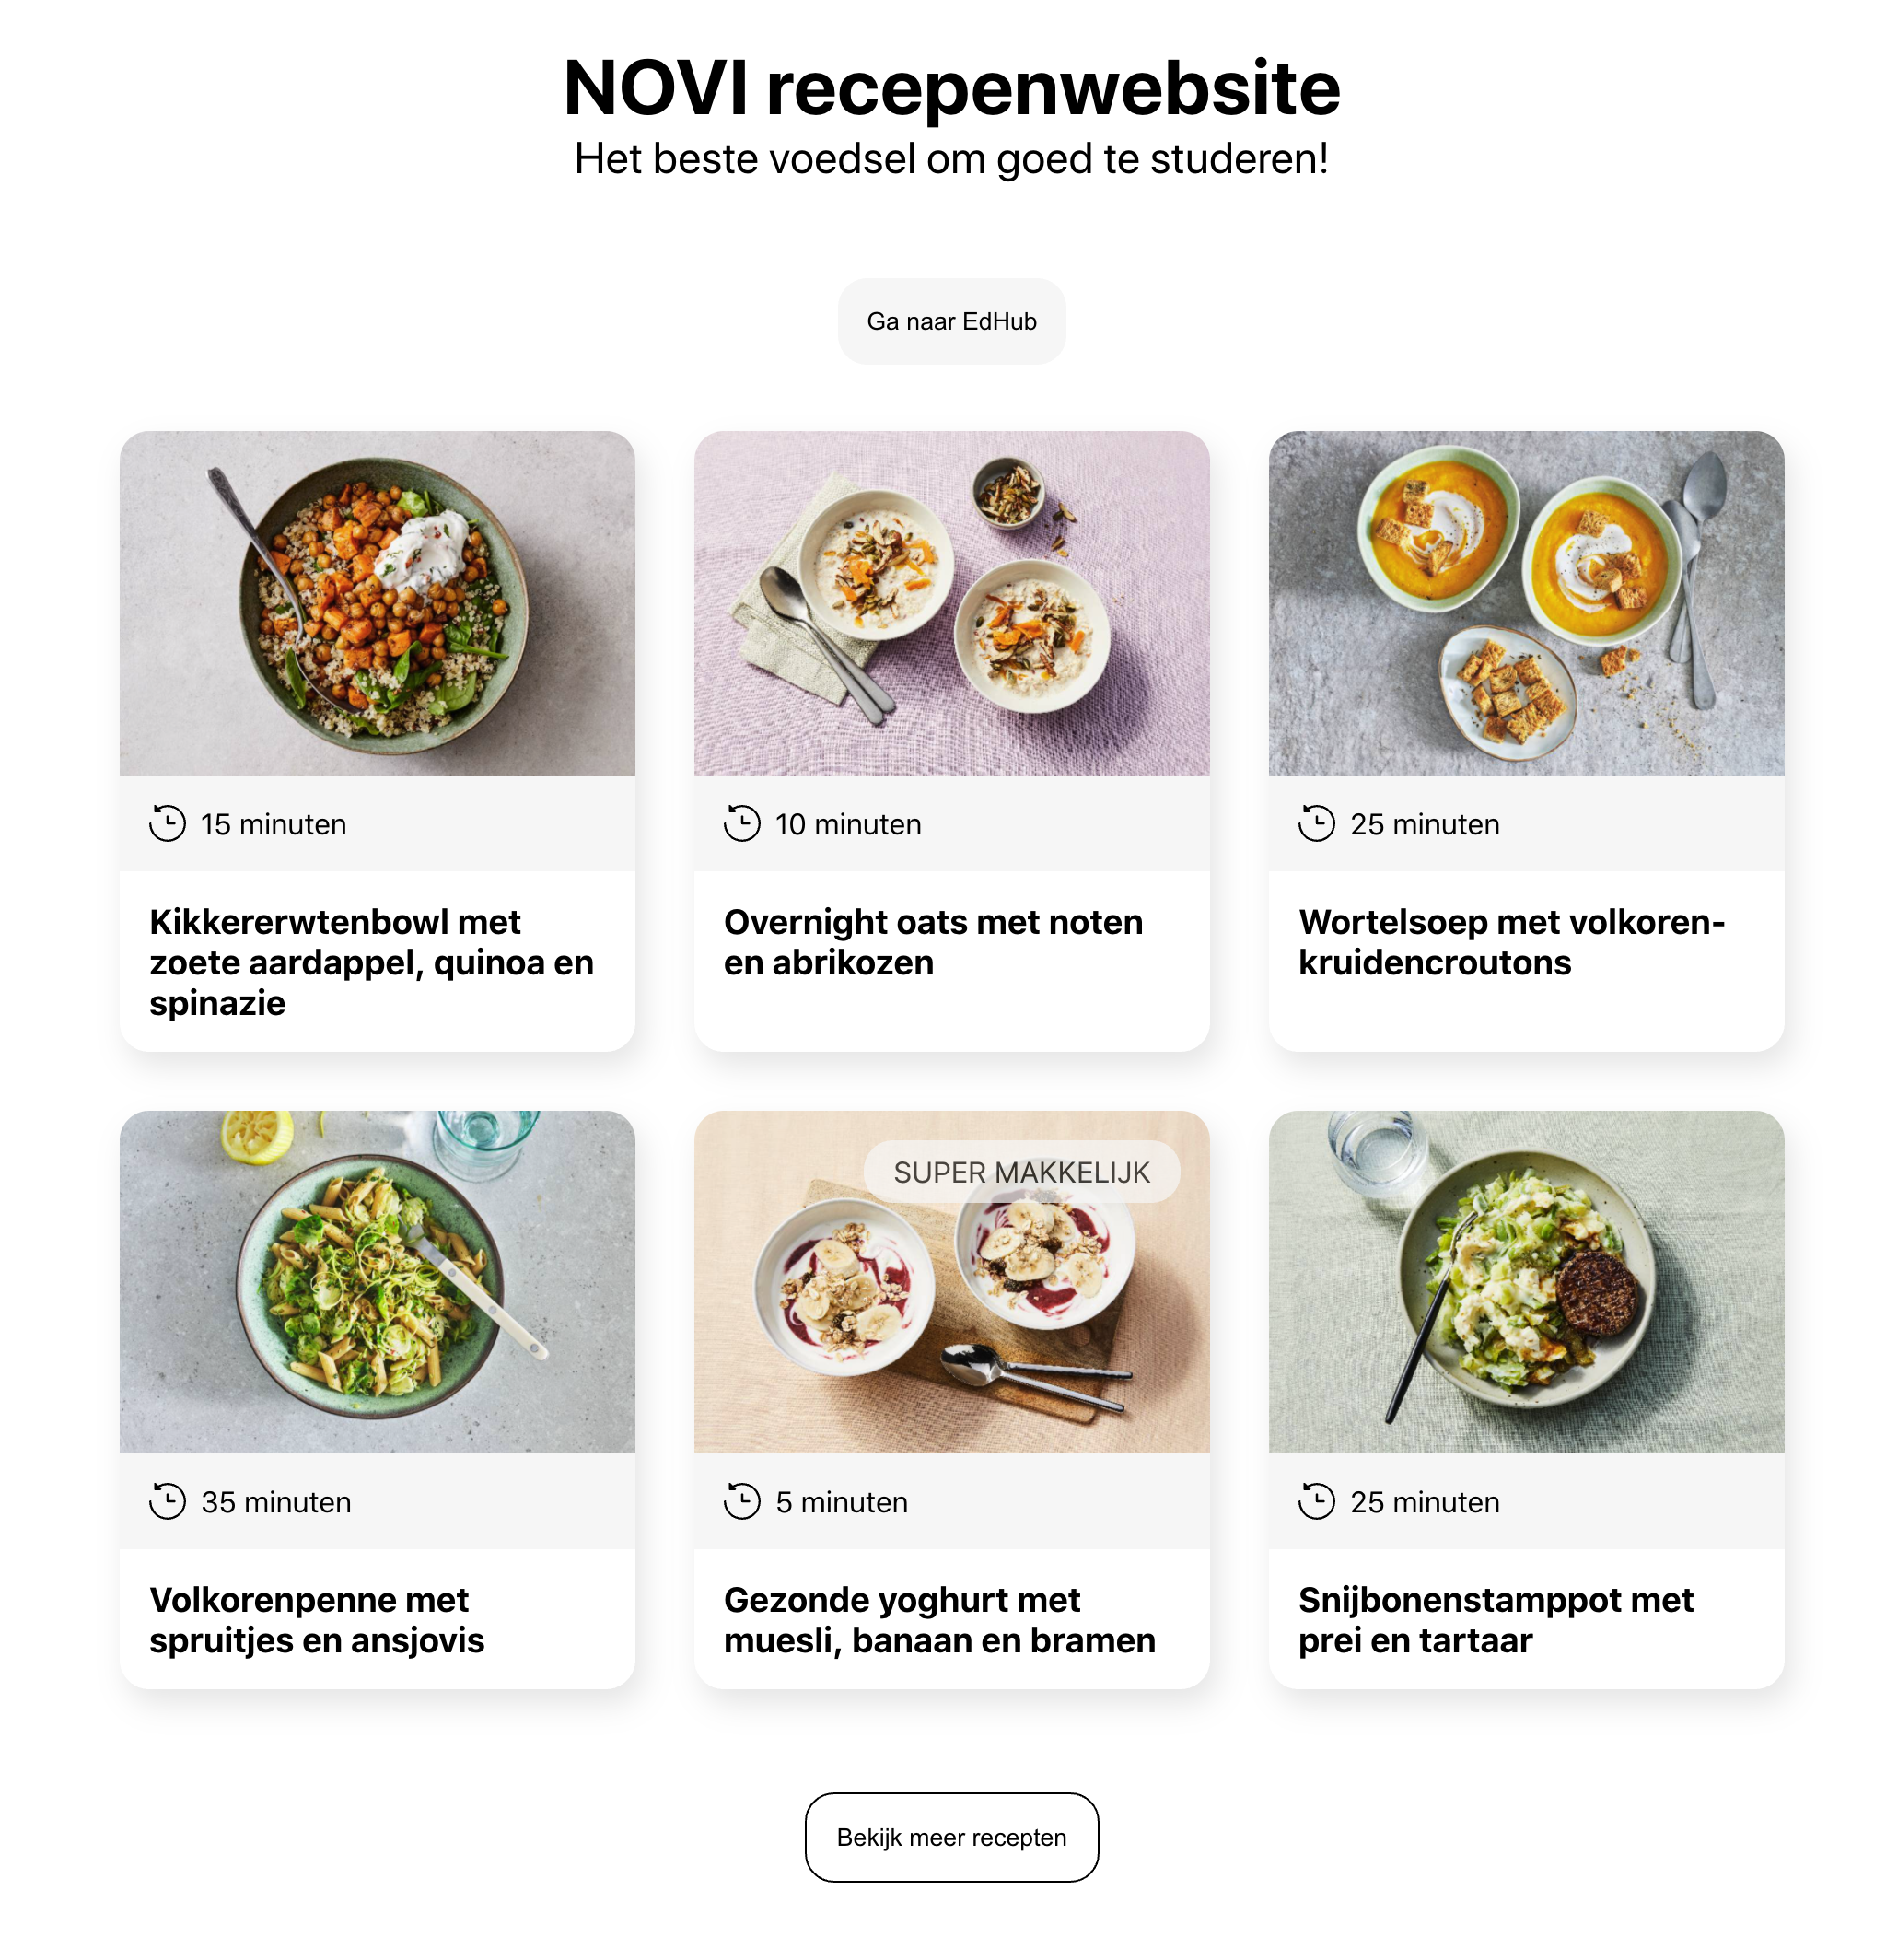 NOVI recepenwebsite
Het beste voedsel om goed te studeren!
Ga naar EdHub
15 minuten
Kikkererwtenbowl met
zoete aardappel, quinoa en
spinazie
10 minuten
Overnight oats met noten
en abrikozen
25 minuten
Wortelsoep met volkoren-
kruidencroutons
35 minuten
Volkorenpenne met
spruitjes en ansjovis
SUPER MAKKELIJK
5 minuten
Gezonde yoghurt met
muesli, banaan en bramen
25 minuten
Snijbonenstamppot met
prei en tartaar
Bekijk meer recepten